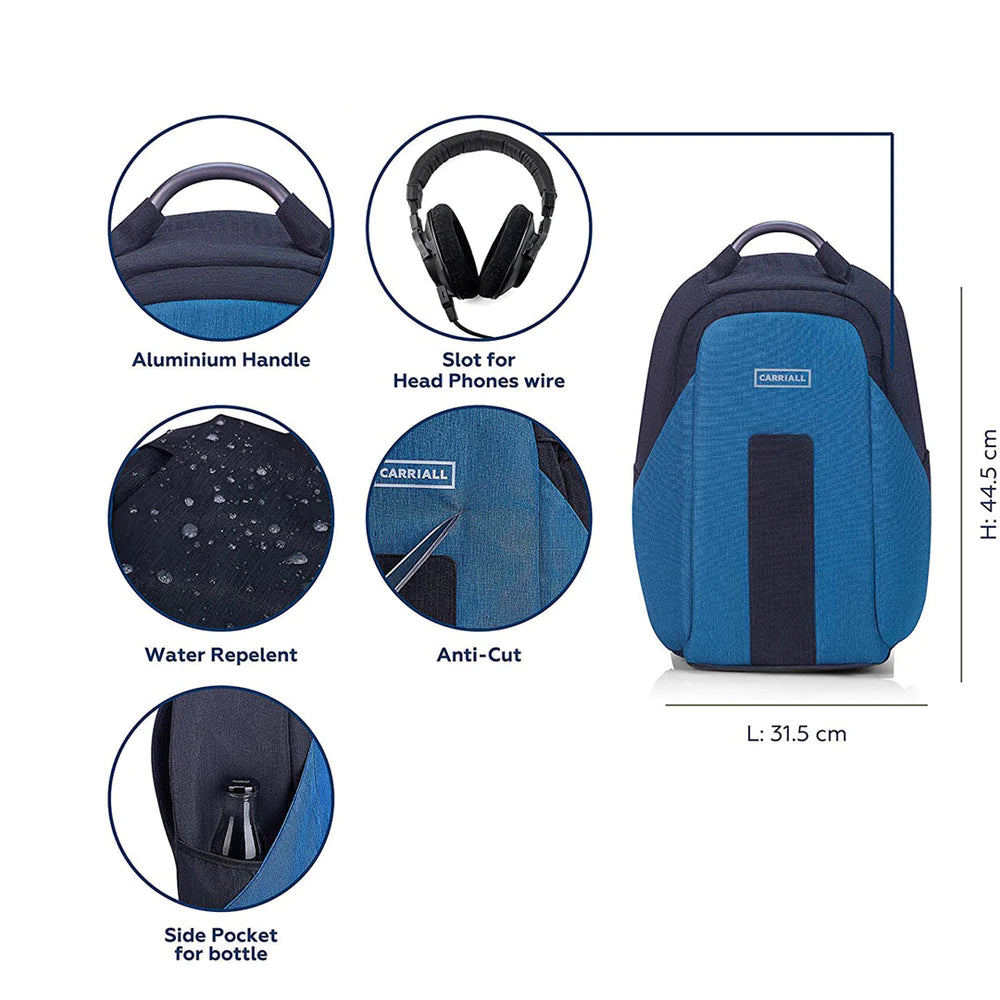 Aluminium Handle
Slot for
Head Phones wire
CARRIALL
Water Repelent
CARRIALL
Anti-Cut
Side Pocket
for bottle
H: 44.5 cm
L: 31.5 cm